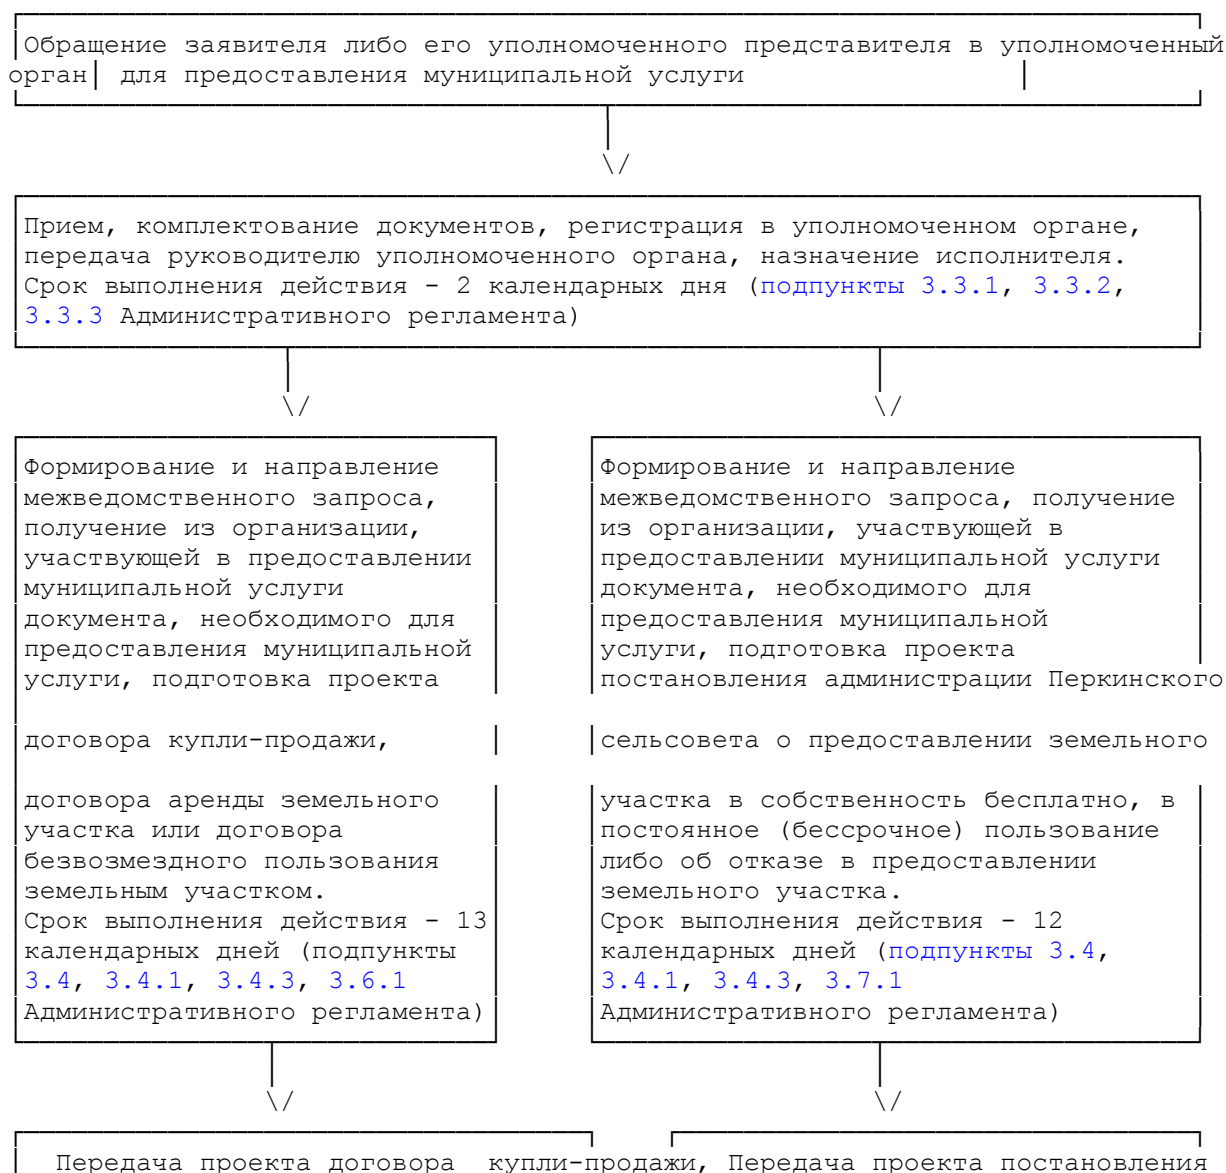 Обращение заявителя либо его уполномоченного представителя в уполномоченный
орган| для предоставления муниципальной услуги |
\/
Прием, комплектование документов, регистрация в уполномоченном органе,
передача руководителю уполномоченного органа, назначение исполнителя.
Срок выполнения действия - 2 календарных дня (подпункты 3.3.1, 3.3.2,
3.3.3 Административного регламента)
\/ \/
Формирование и направление
межведомственного запроса,
получение из организации,
участвующей в предоставлении
муниципальной услуги
документа, необходимого для
предоставления муниципальной
услуги, подготовка проекта
договора купли-продажи,
договора аренды земельного
участка или договора
безвозмездного пользования
земельным участком.
Срок выполнения действия - 13
календарных дней (подпункты
3.4, 3.4.1, 3.4.3, 3.6.1
Административного регламента)
Формирование и направление
межведомственного запроса, получение
из организации, участвующей в
предоставлении муниципальной услуги
документа, необходимого для
предоставления муниципальной
услуги, подготовка проекта
постановления администрации Перкинского
сельсовета о предоставлении земельного
участка в собственность бесплатно, в
постоянное (бессрочное) пользование
либо об отказе в предоставлении
земельного участка.
Срок выполнения действия - 12
календарных дней (подпункты 3.4,
3.4.1, 3.4.3, 3.7.1
Административного регламента)
\/ \/
Передача проекта договора купли-продажи, Передача проекта постановления